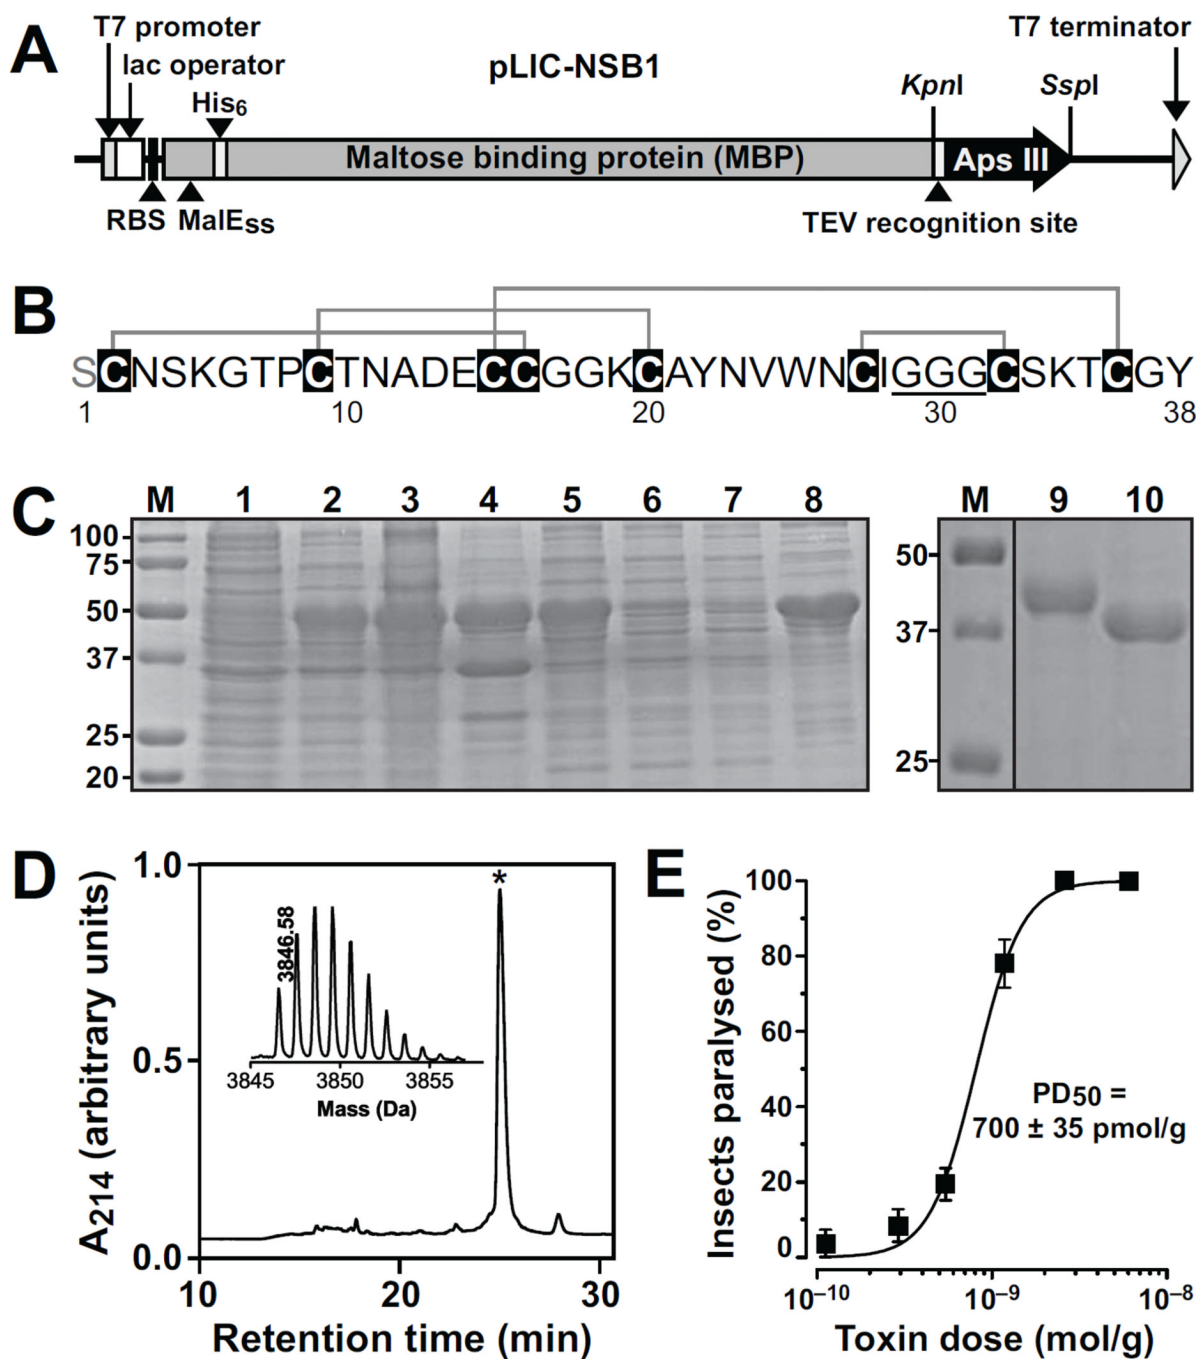 A
T7 promoter
lac operator
His6
pLIC-NSB1
KpnI
SspI
T7 terminator
Maltose binding protein (MBP)
Aps III
RBS
MalESS
TEV recognition site
B
SCNSKGTPCTNADECCGGKCAYNVWNCIGGGCSKTCGY
1 10 20 30 38
C
M 1 2 3 4 5 6 7 8
100
75
50
37
25
20
M 9 10
50
37
25
D
A214 (arbitrary units)
1.0
0.5
0.0
*
3846.58
3845 3850 3855
Mass (Da)
10 20 30
Retention time (min)
E
Insects paralysed (%)
100
80
60
40
20
0
PD50 =
700 ± 35 pmol/g
10–10 10–9 10–8
Toxin dose (mol/g)